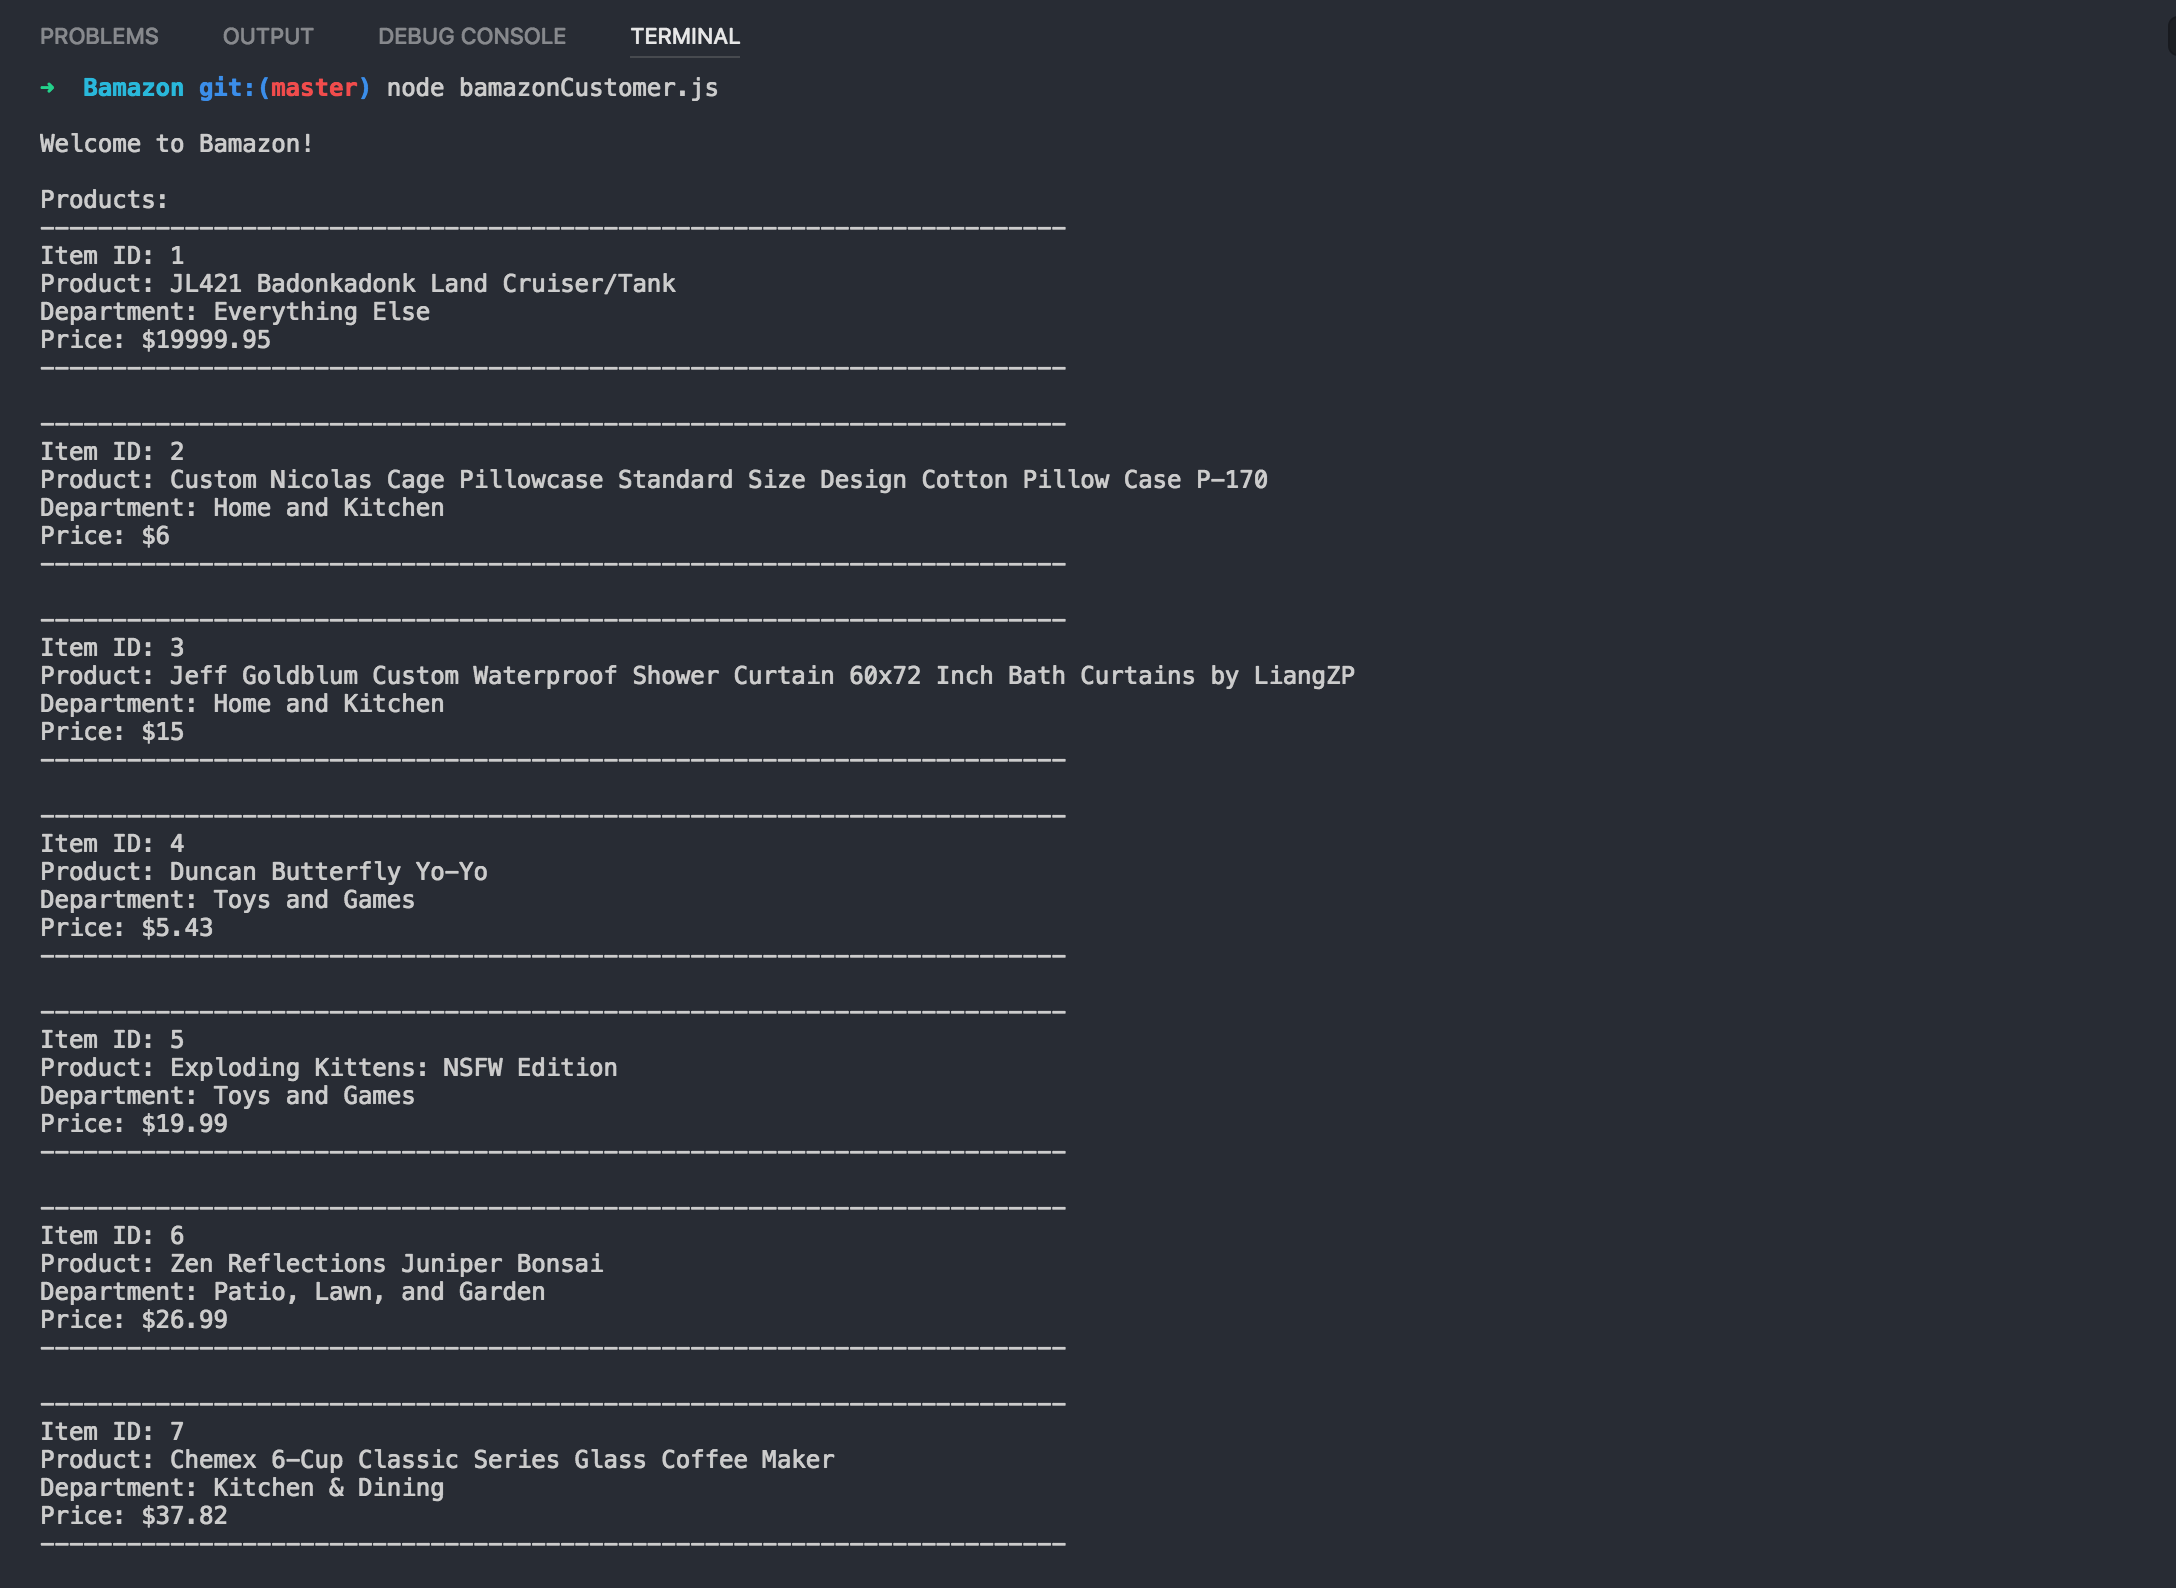 PROBLEMS OUTPUT DEBUG CONSOLE TERMINAL
➜ Bamazon git:(master) node bamazonCustomer.js
Welcome to Bamazon!
Products:
-----------------------------------------------------------------------
Item ID: 1
Product: JL421 Badonkadonk Land Cruiser/Tank
Department: Everything Else
Price: $19999.95
-----------------------------------------------------------------------
-----------------------------------------------------------------------
Item ID: 2
Product: Custom Nicolas Cage Pillowcase Standard Size Design Cotton Pillow Case P-170
Department: Home and Kitchen
Price: $6
-----------------------------------------------------------------------
-----------------------------------------------------------------------
Item ID: 3
Product: Jeff Goldblum Custom Waterproof Shower Curtain 60x72 Inch Bath Curtains by LiangZP
Department: Home and Kitchen
Price: $15
-----------------------------------------------------------------------
-----------------------------------------------------------------------
Item ID: 4
Product: Duncan Butterfly Yo-Yo
Department: Toys and Games
Price: $5.43
-----------------------------------------------------------------------
-----------------------------------------------------------------------
Item ID: 5
Product: Exploding Kittens: NSFW Edition
Department: Toys and Games
Price: $19.99
-----------------------------------------------------------------------
-----------------------------------------------------------------------
Item ID: 6
Product: Zen Reflections Juniper Bonsai
Department: Patio, Lawn, and Garden
Price: $26.99
-----------------------------------------------------------------------
-----------------------------------------------------------------------
Item ID: 7
Product: Chemex 6-Cup Classic Series Glass Coffee Maker
Department: Kitchen & Dining
Price: $37.82
-----------------------------------------------------------------------